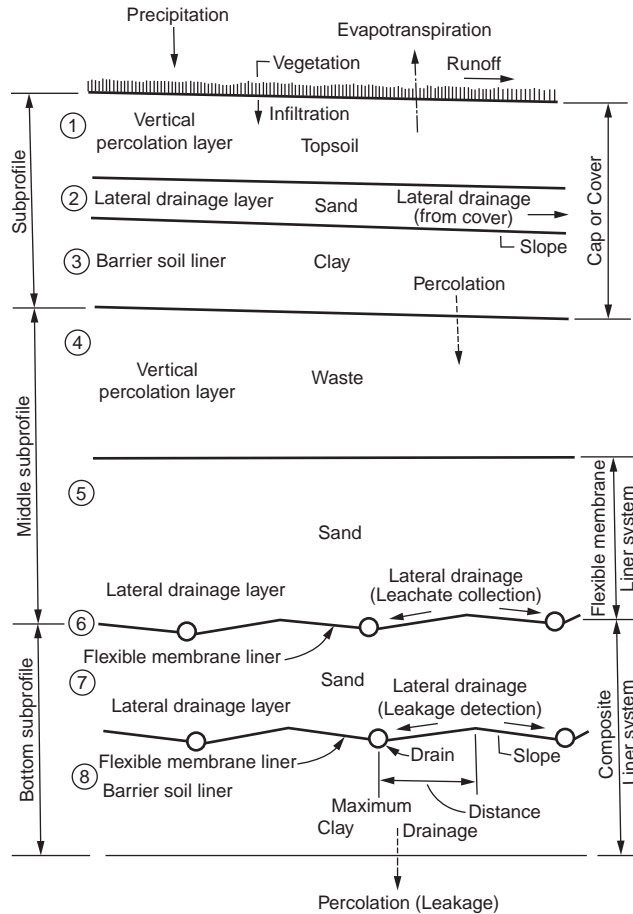 Precipitation
Evapotranspiration
Vegetation
Runoff
Infiltration
1
Vertical
percolation layer
Topsoil
2
Lateral drainage layer
Sand
Lateral drainage
(from cover)
Slope
3
Barrier soil liner
Clay
Percolation
Subprofile
Cap or Cover
4
Vertical
percolation layer
Waste
Middle subprofile
5
Sand
Flexible membrane
Liner system
Lateral drainage layer
Lateral drainage
(Leachate collection)
6
Flexible membrane liner
7
Sand
Lateral drainage layer
Lateral drainage
(Leakage detection)
Bottom subprofile
Composite
Liner system
Flexible membrane liner
Drain
Slope
8
Barrier soil liner
Maximum
Distance
Clay
Drainage
Percolation (Leakage)